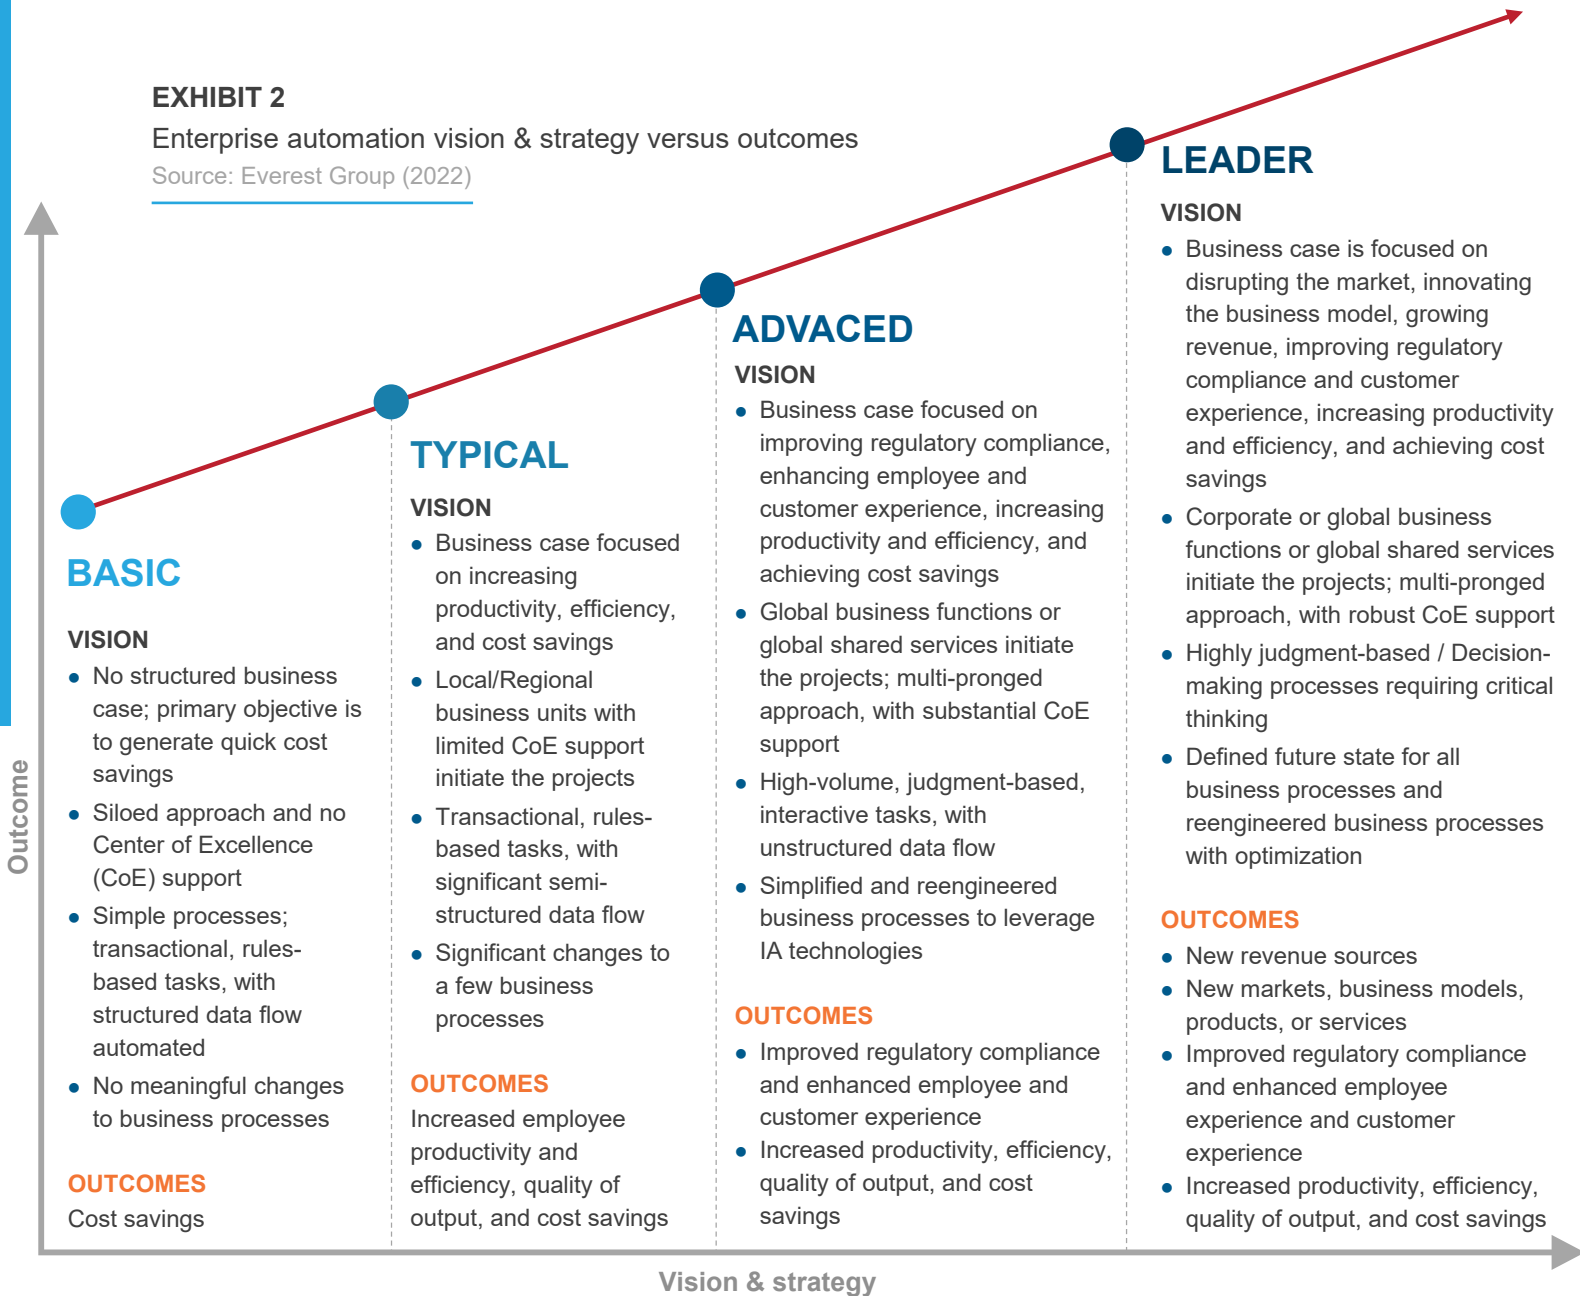 EXHIBIT 2
Enterprise automation vision & strategy versus outcomes
Source: Everest Group (2022)
Outcome
BASIC
VISION
● No structured business
case; primary objective is
to generate quick cost
savings
● Siloed approach and no
Center of Excellence
(CoE) support
● Simple processes;
transactional, rules-
based tasks, with
structured data flow
automated
● No meaningful changes
to business processes
OUTCOMES
Cost savings
TYPICAL
VISION
● Business case focused
on increasing
productivity, efficiency,
and cost savings
● Local/Regional
business units with
limited CoE support
initiate the projects
● Transactional, rules-
based tasks, with
significant semi-
structured data flow
● Significant changes to
a few business
processes
OUTCOMES
Increased employee
productivity and
efficiency, quality of
output, and cost savings
ADVACED
VISION
● Business case focused on
improving regulatory compliance,
enhancing employee and
customer experience, increasing
productivity and efficiency, and
achieving cost savings
● Global business functions or
global shared services initiate
the projects; multi-pronged
approach, with substantial CoE
support
● High-volume, judgment-based,
interactive tasks, with
unstructured data flow
● Simplified and reengineered
business processes to leverage
IA technologies
OUTCOMES
● Improved regulatory compliance
and enhanced employee and
customer experience
● Increased productivity, efficiency,
quality of output, and cost
savings
LEADER
VISION
● Business case is focused on
disrupting the market, innovating
the business model, growing
revenue, improving regulatory
compliance and customer
experience, increasing productivity
and efficiency, and achieving cost
savings
● Corporate or global business
functions or global shared services
initiate the projects; multi-pronged
approach, with robust CoE support
● Highly judgment-based / Decision-
making processes requiring critical
thinking
● Defined future state for all
business processes and
reengineered business processes
with optimization
OUTCOMES
● New revenue sources
● New markets, business models,
products, or services
● Improved regulatory compliance
and enhanced employee
experience and customer
experience
● Increased productivity, efficiency,
quality of output, and cost savings
Vision & strategy